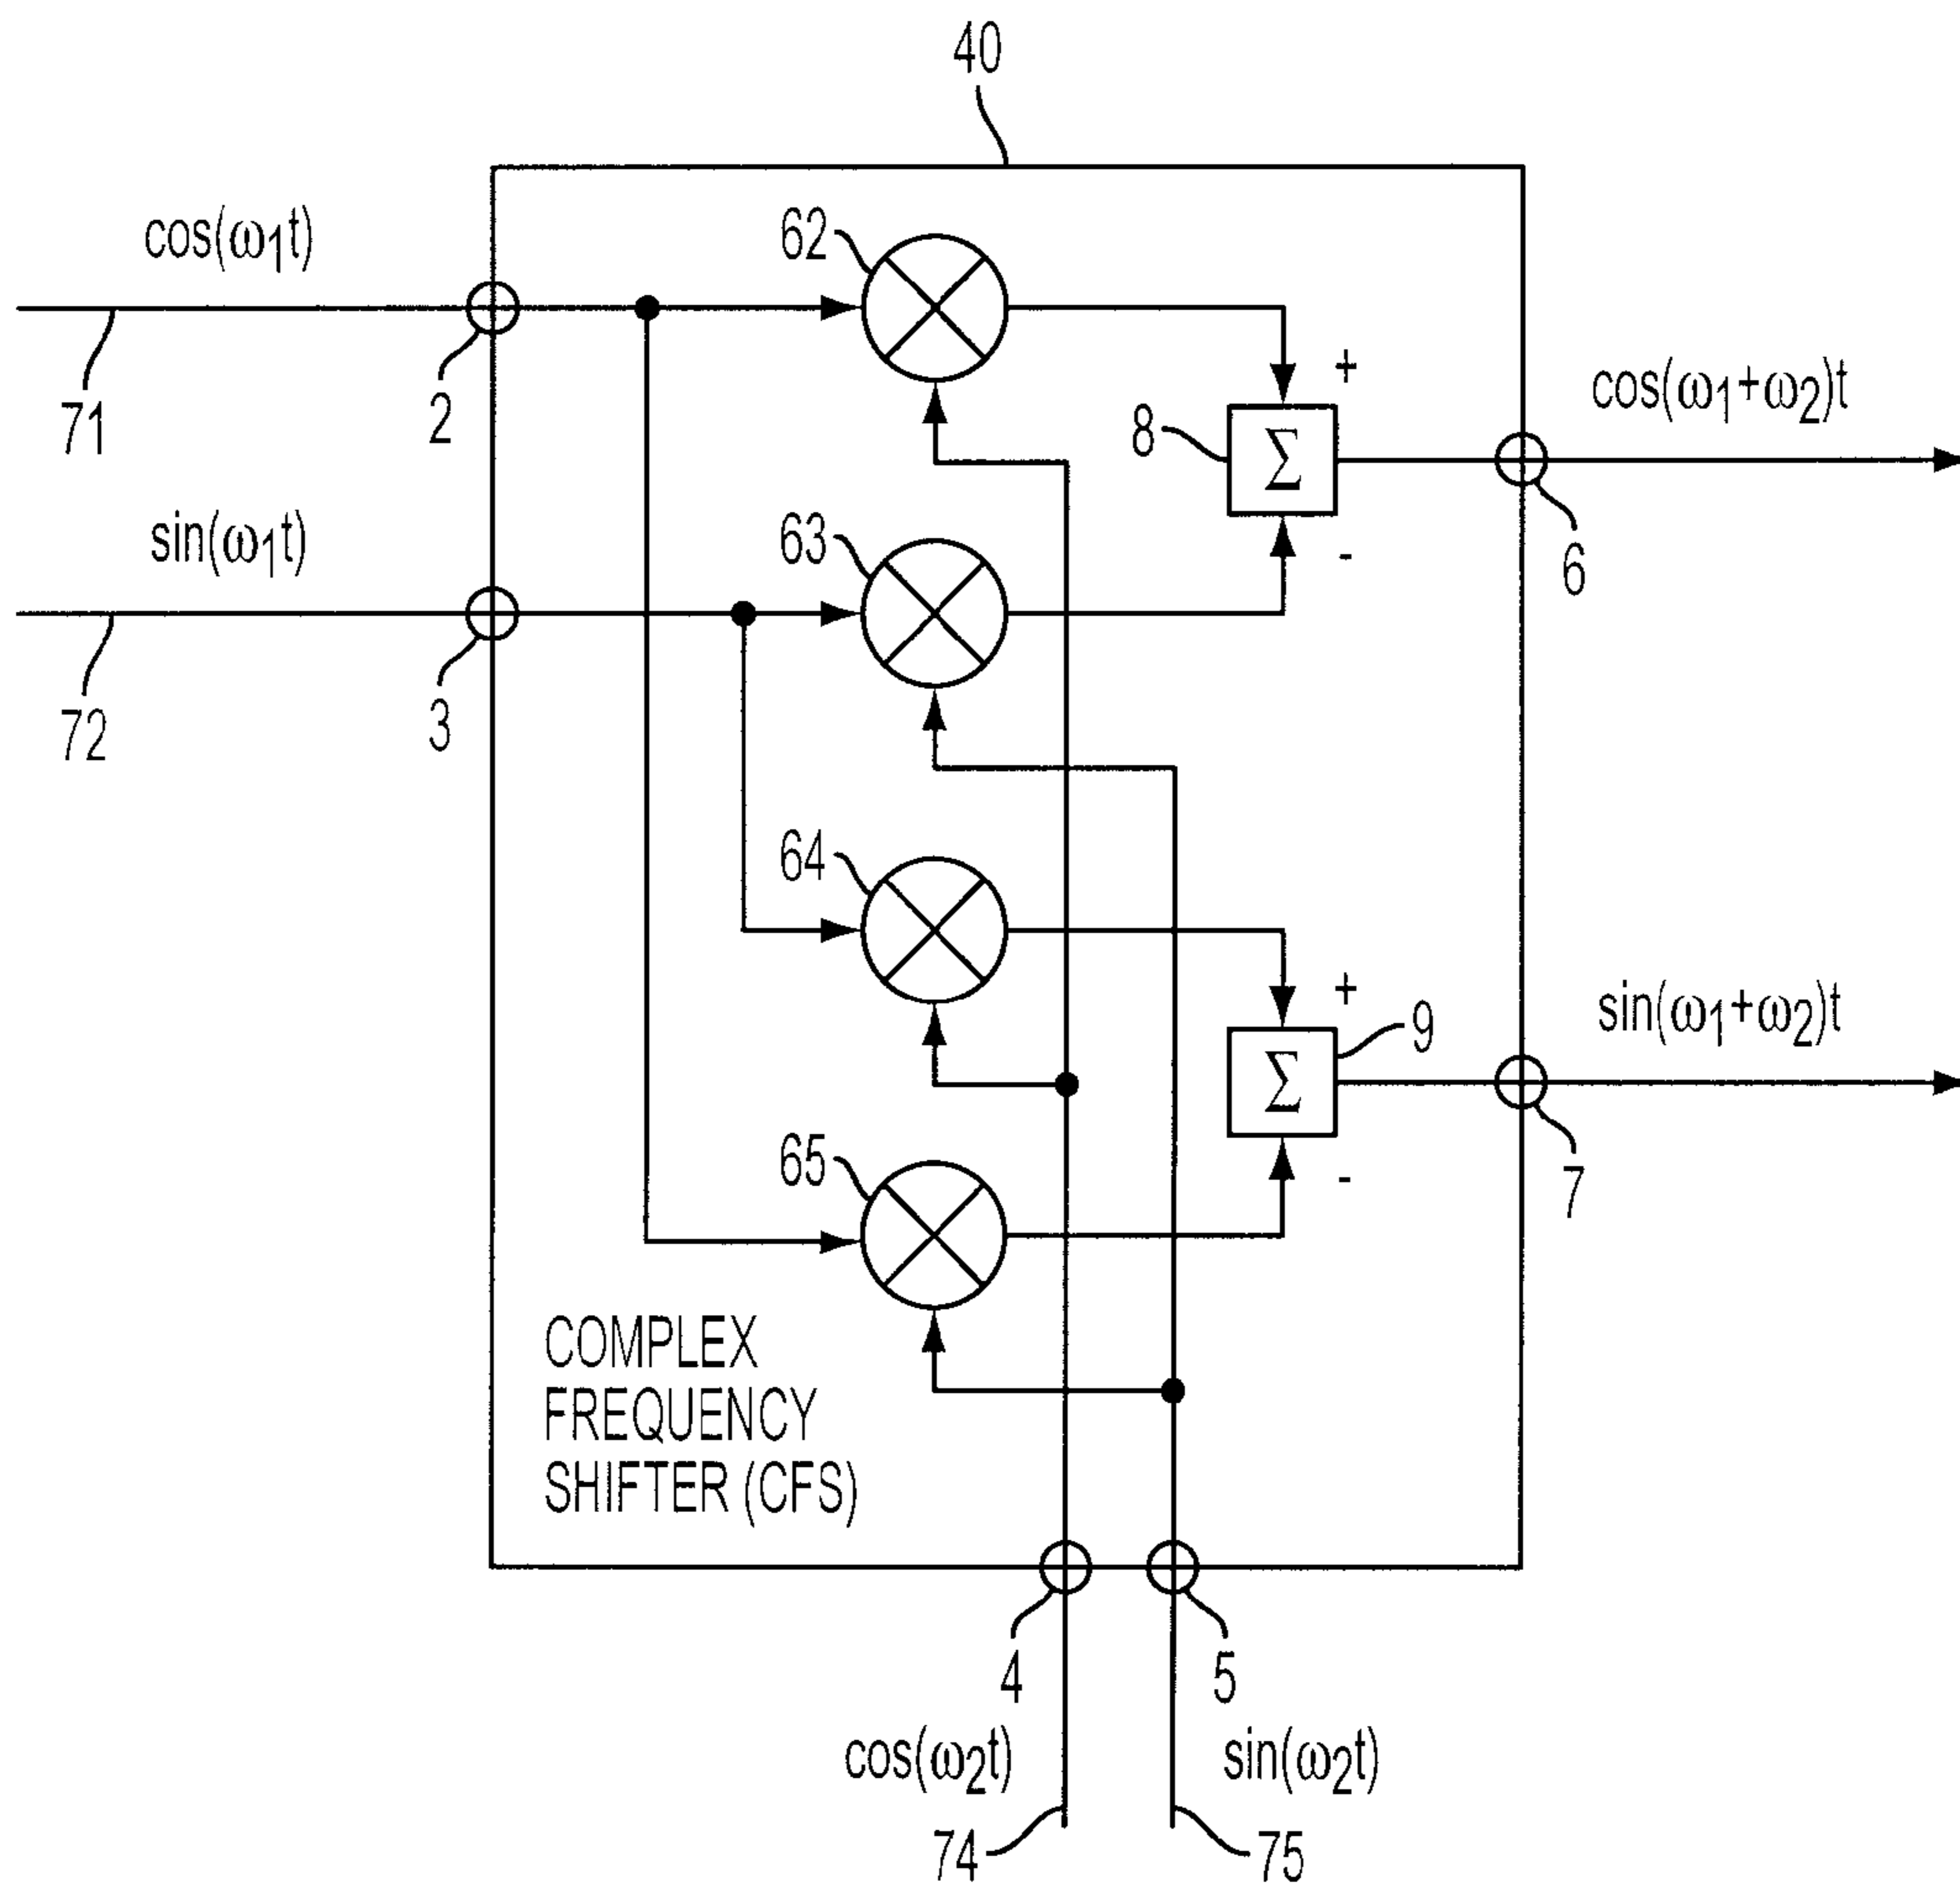 40
cos(ω1t)
62
+
cos(ω1+ω2)t
71
2
8
Σ
sin(ω1t)
63
-
6
72
3
64
+
sin(ω1+ω2)t
9
Σ
65
-
7
COMPLEX
FREQUENCY
SHIFTER (CFS)
4
5
cos(ω2t)
sin(ω2t)
74
75